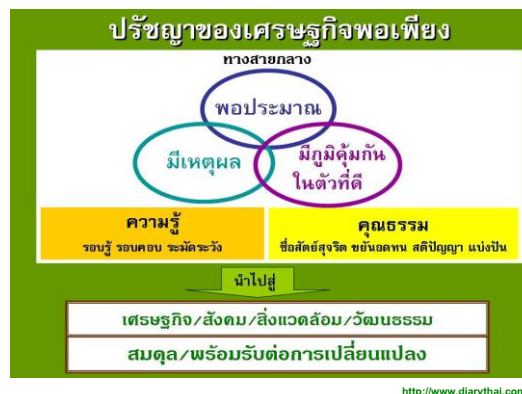 ปรัชญาของเศรษฐกิจพอเพียง
ทางสายกลาง
พอประมาณ
มีเหตุผล
มีภูมิคุ้มกัน
ในตัวที่ดี
ความรู้
รอบรู้ รอบคอบ ระมัดระวัง
คุณธรรม
ซื่อสัตย์สุจริต ขยันอดทน สติปัญญา แบ่งปัน
นำไปสู่
เศรษฐกิจ/สังคม/สิ่งแวดล้อม/วัฒนธรรม
สมดุล/พร้อมรับต่อการเปลี่ยนแปลง
http://www.diarythai.com